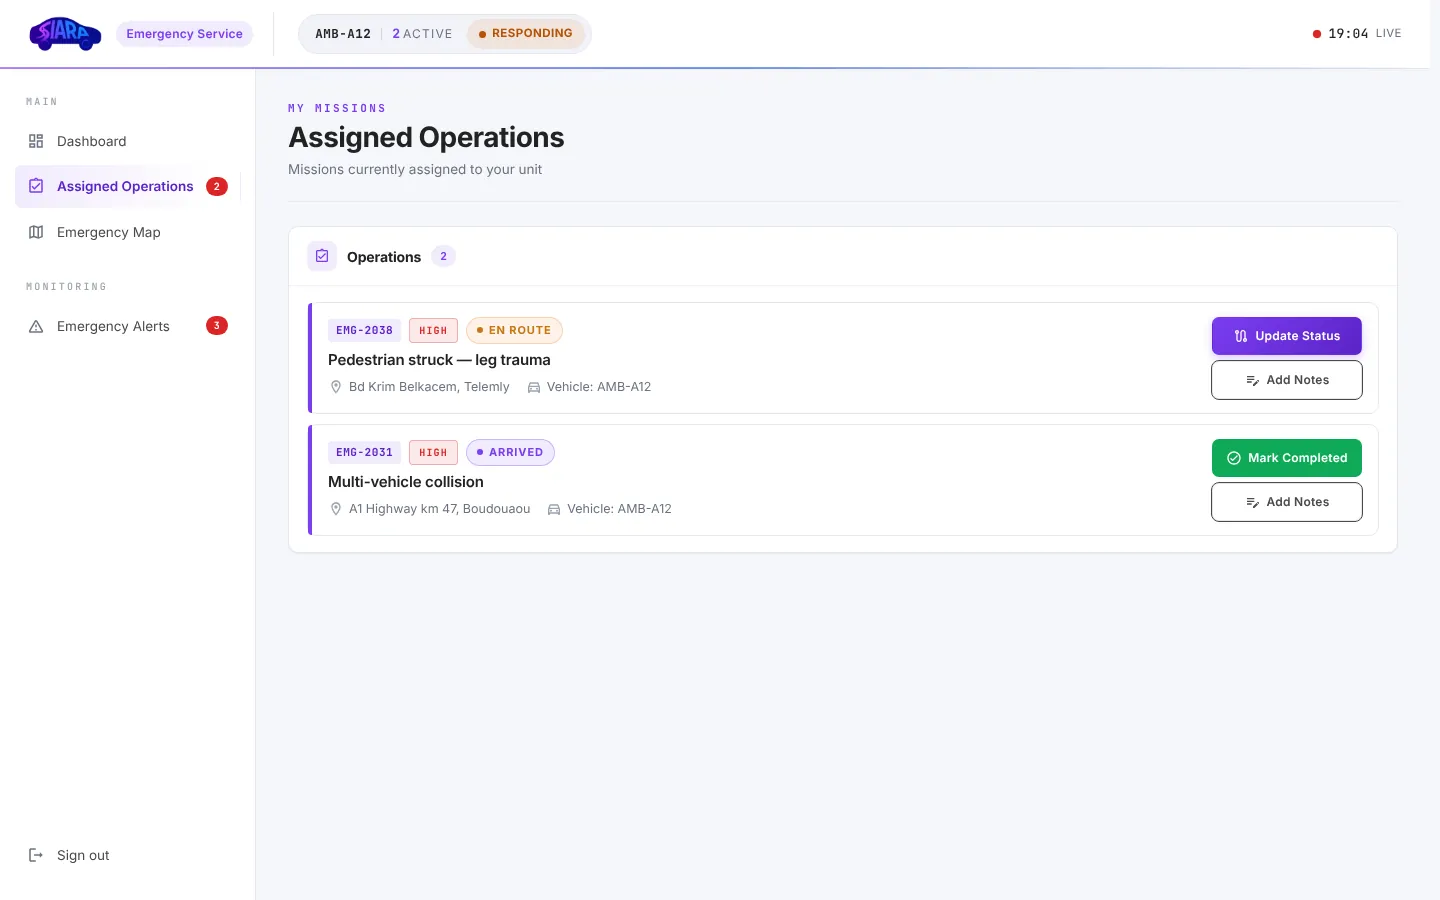 SIARA
Emergency Service
AMB-A12 2 ACTIVE RESPONDING
19:04 LIVE
MAIN
Dashboard
Assigned Operations 2
Emergency Map
MONITORING
Emergency Alerts 3
Sign out
MY MISSIONS
Assigned Operations
Missions currently assigned to your unit
Operations 2
EMG-2038 HIGH EN ROUTE
Pedestrian struck — leg trauma
Bd Krim Belkacem, Telemly Vehicle: AMB-A12
Update Status
Add Notes
EMG-2031 HIGH ARRIVED
Multi-vehicle collision
A1 Highway km 47, Boudouaou Vehicle: AMB-A12
Mark Completed
Add Notes